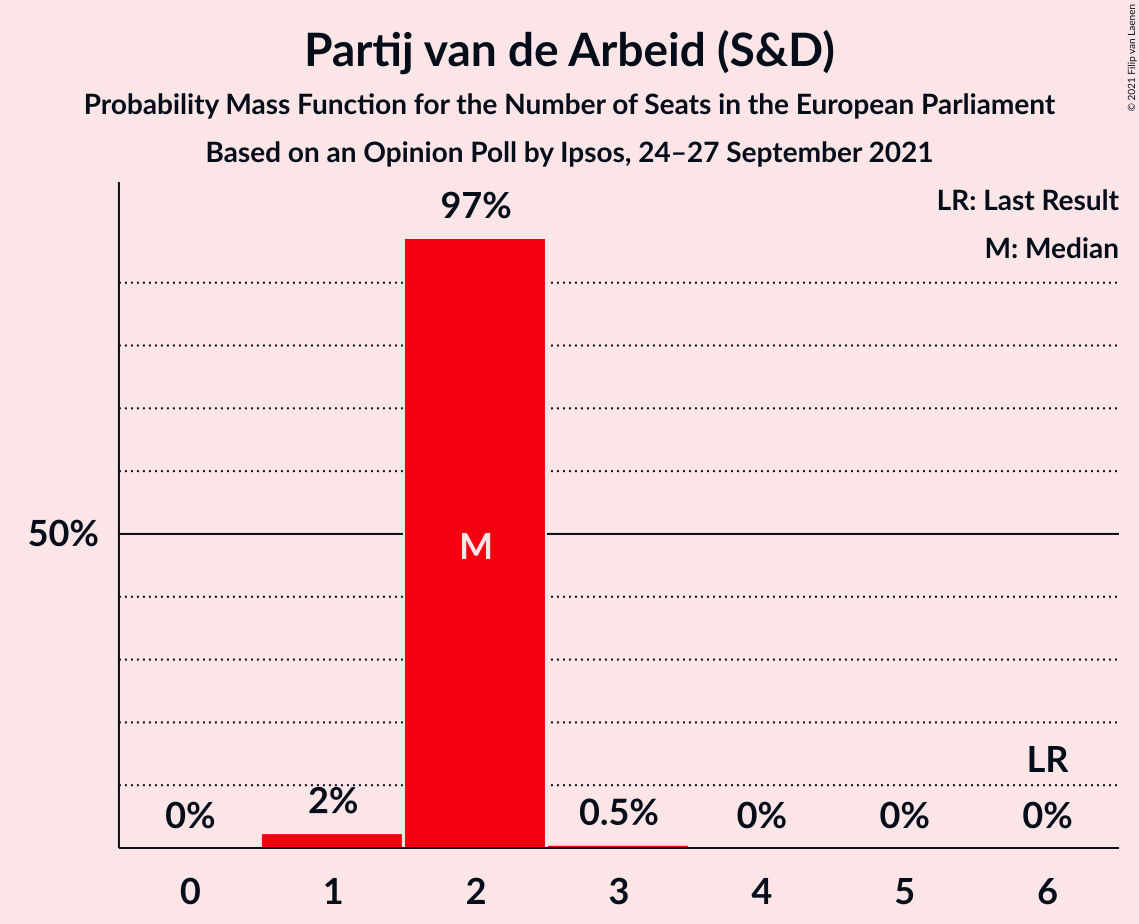 Partij van de Arbeid (S&D)
Probability Mass Function for the Number of Seats in the European Parliament
Based on an Opinion Poll by Ipsos, 24–27 September 2021
© 2021 Filip van Laenen
LR: Last Result
M: Median
97%
50%
M
LR
0%
2%
0.5%
0%
0%
0%
0
1
2
3
4
5
6